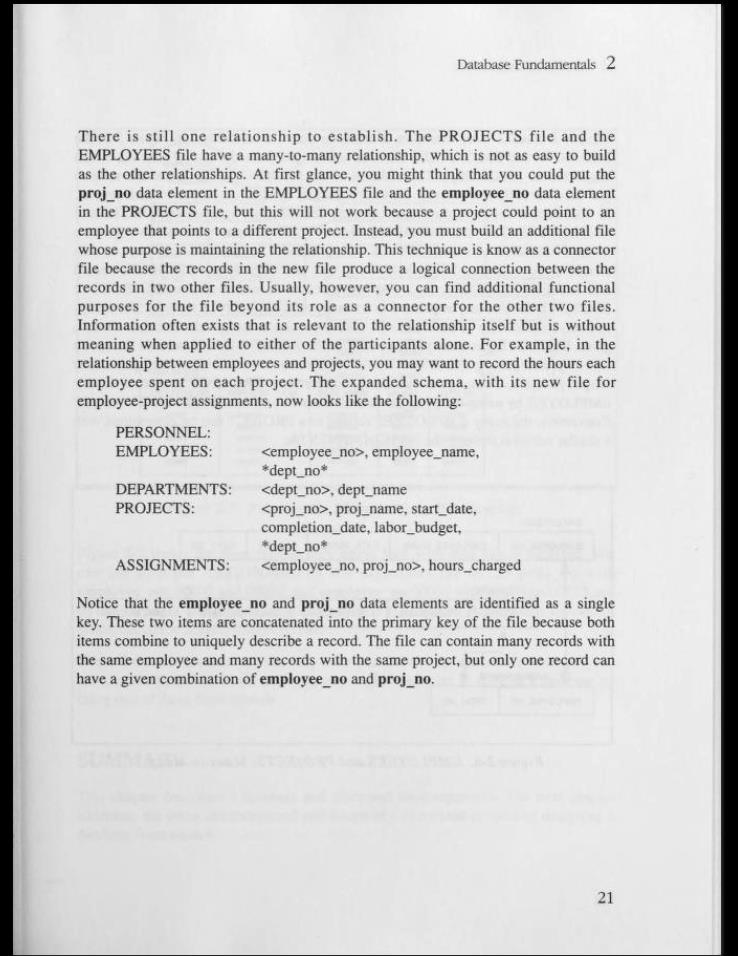 Database Fundamentals 2
There is still one relationship to establish. The PROJECTS file and the
EMPLOYEES file have a many-to-many relationship, which is not as easy to build
as the other relationships. At first glance, you might think that you could put the
proj_no data element in the EMPLOYEES file and the employee_no data element
in the PROJECTS file, but this will not work because a project could point to an
employee that points to a different project. Instead, you must build an additional file
whose purpose is maintaining the relationship. This technique is know as a connector
file because the records in the new file produce a logical connection between the
records in two other files. Usually, however, you can find additional functional
purposes for the file beyond its role as a connector for the other two files.
Information often exists that is relevant to the relationship itself but is without
meaning when applied to either of the participants alone. For example, in the
relationship between employees and projects, you may want to record the hours each
employee spent on each project. The expanded schema, with its new file for
employee-project assignments, now looks like the following:
PERSONNEL:
EMPLOYEES: <employee_no>, employee_name,
*dept_no*
DEPARTMENTS: <dept_no>, dept_name
PROJECTS: <proj_no>, proj_name, start_date,
completion_date, labor_budget,
*dept_no*
ASSIGNMENTS: <employee_no, proj_no>, hours_charged
Notice that the employee_no and proj_no data elements are identified as a single
key. These two items are concatenated into the primary key of the file because both
items combine to uniquely describe a record. The file can contain many records with
the same employee and many records with the same project, but only one record can
have a given combination of employee_no and proj_no.
21